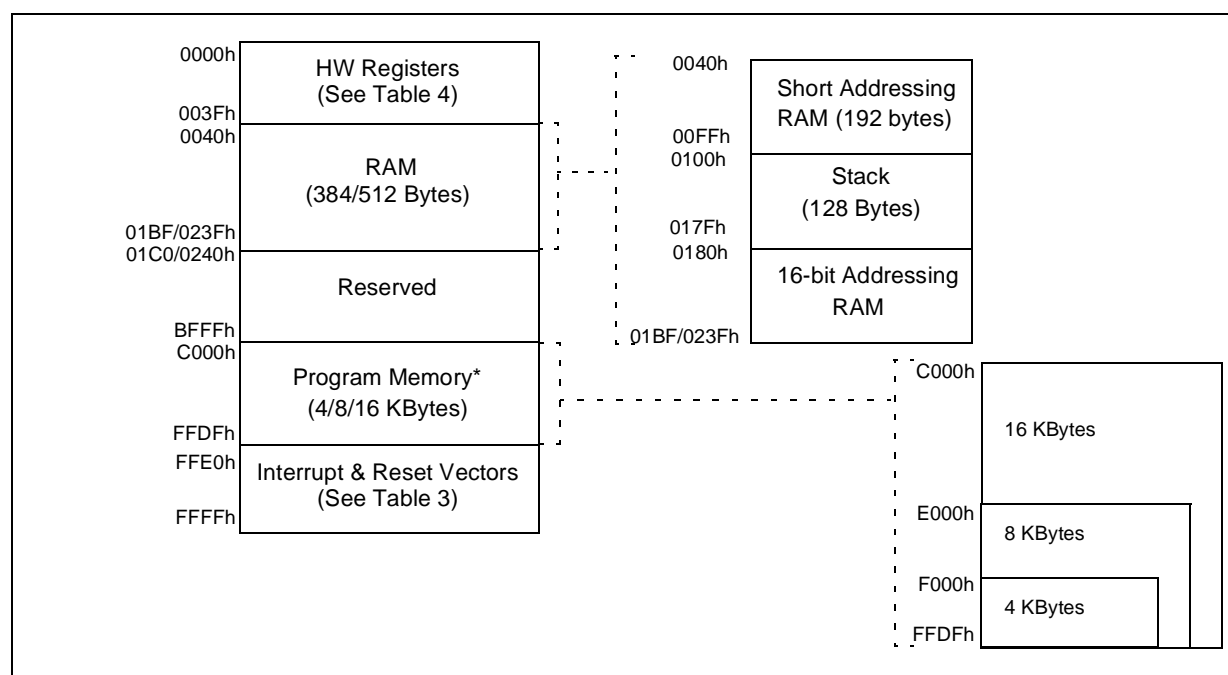 0000h
HW Registers
(See Table 4)
003Fh
0040h
RAM
(384/512 Bytes)
01BF/023Fh
01C0/0240h
Reserved
BFFFh
C000h
Program Memory*
(4/8/16 KBytes)
FFDFh
FFE0h
Interrupt & Reset Vectors
(See Table 3)
FFFFh
0040h
Short Addressing
RAM (192 bytes)
00FFh
0100h
Stack
(128 Bytes)
017Fh
0180h
16-bit Addressing
RAM
01BF/023Fh
C000h
16 KBytes
E000h
8 KBytes
F000h
4 KBytes
FFDFh